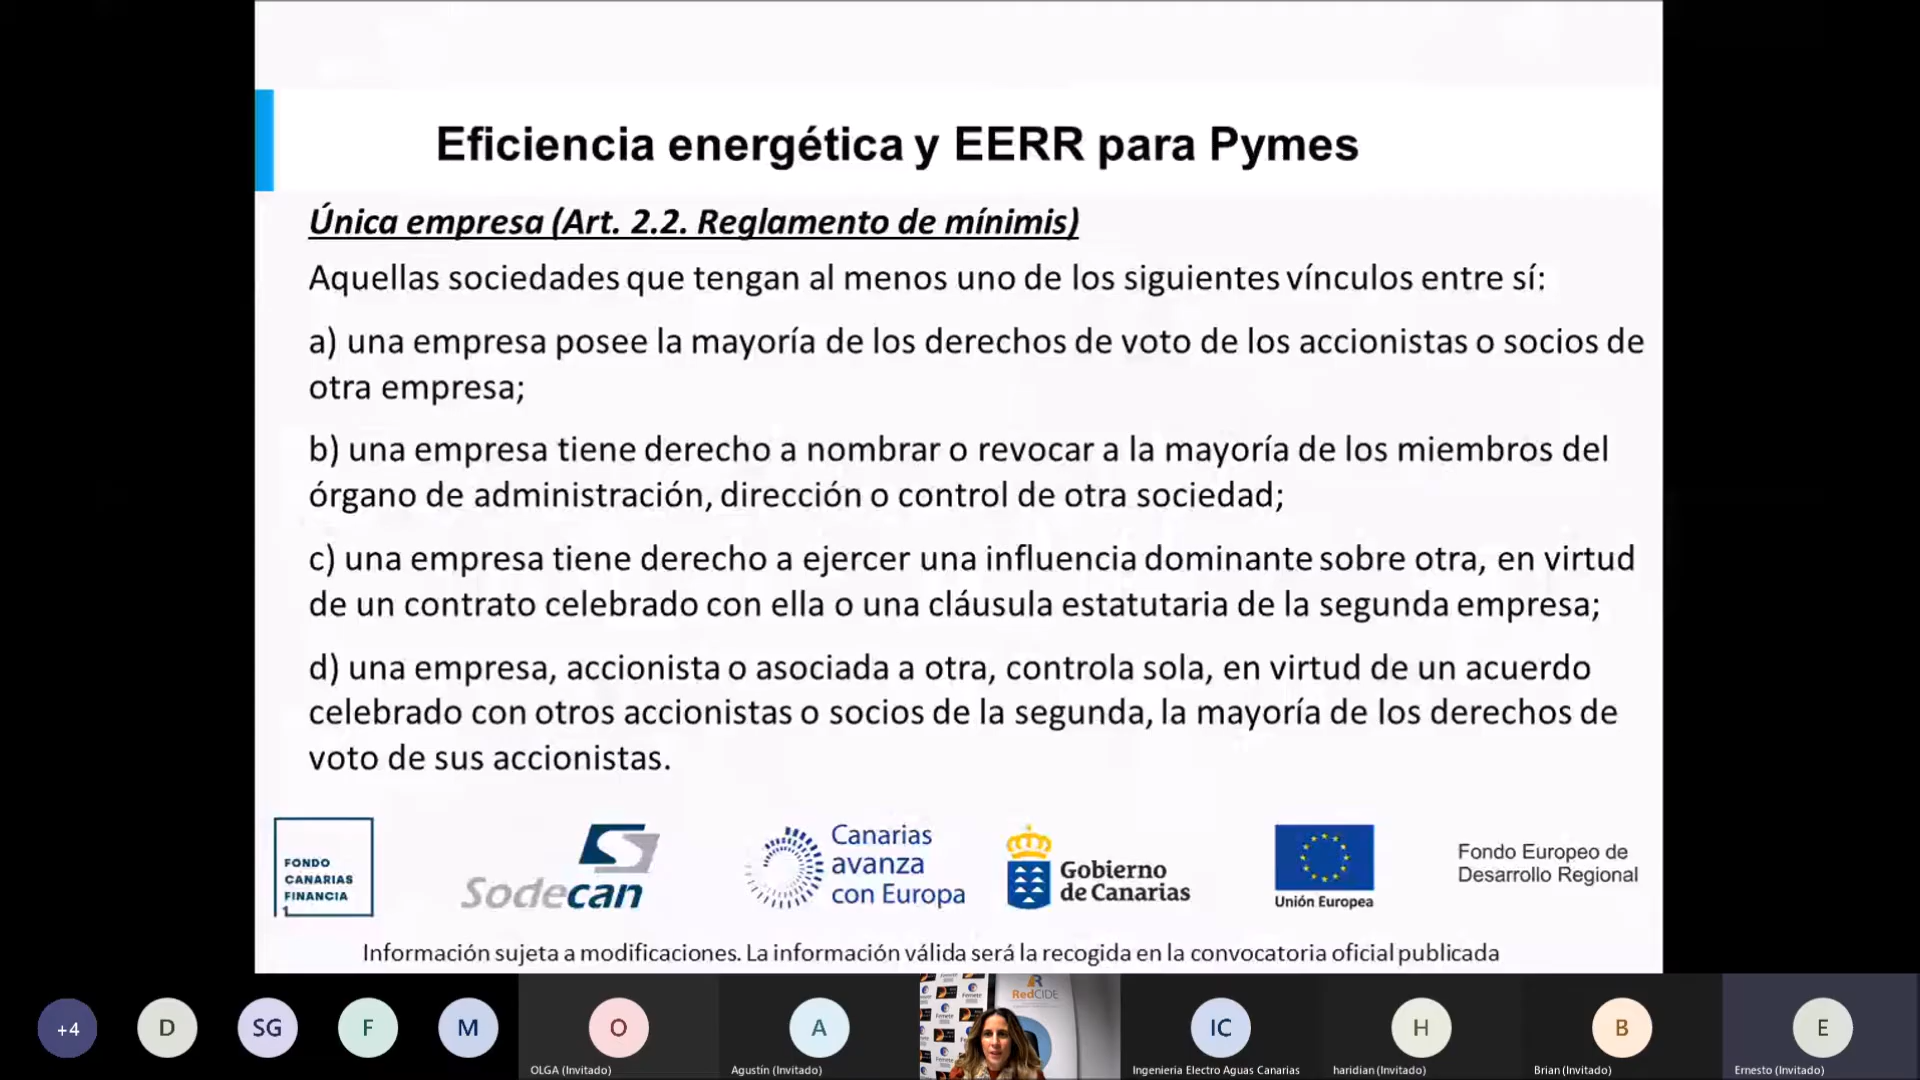 Eficiencia energética y EERR para Pymes
Única empresa (Art. 2.2. Reglamento de mínimis)
Aquellas sociedades que tengan al menos uno de los siguientes vínculos entre sí:
a) una empresa posee la mayoría de los derechos de voto de los accionistas o socios de
otra empresa;
b) una empresa tiene derecho a nombrar o revocar a la mayoría de los miembros del
órgano de administración, dirección o control de otra sociedad;
c) una empresa tiene derecho a ejercer una influencia dominante sobre otra, en virtud
de un contrato celebrado con ella o una cláusula estatutaria de la segunda empresa;
d) una empresa, accionista o asociada a otra, controla sola, en virtud de un acuerdo
celebrado con otros accionistas o socios de la segunda, la mayoría de los derechos de
voto de sus accionistas.
FONDO
CANARIAS
FINANCIA
1
Sodecan
Canarias
avanza
con Europa
Gobierno
de Canarias
Unión Europea
Fondo Europeo de
Desarrollo Regional
Información sujeta a modificaciones. La información válida será la recogida en la convocatoria oficial publicada
+4
D
SG
F
M
O
OLGA (Invitado)
A
Agustín (Invitado)
RedCIDE
Femete
IC
Ingeniería Electro Aguas Canarias
H
haridian (Invitado)
B
Brian (Invitado)
E
Ernesto (Invitado)